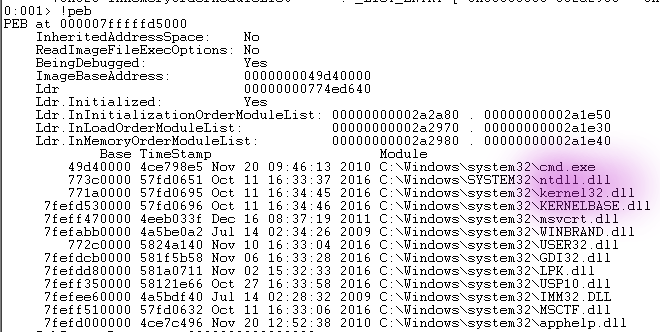 0:001> !peb
PEB at 000007fffffd5000
InheritedAddressSpace: No
ReadImageFileExecOptions: No
BeingDebugged: Yes
ImageBaseAddress: 0000000049d40000
Ldr 00000000774ed640
Ldr.Initialized: Yes
Ldr.InInitializationOrderModuleList: 00000000002a2a80 . 00000000002a1e50
Ldr.InLoadOrderModuleList: 00000000002a2970 . 00000000002a1e30
Ldr.InMemoryOrderModuleList: 00000000002a2980 . 00000000002a1e40
Base TimeStamp Module
49d40000 4ce798e5 Nov 20 09:46:13 2010 C:\Windows\system32\cmd.exe
773c0000 57fd0651 Oct 11 16:33:37 2016 C:\Windows\SYSTEM32\ntdll.dll
771a0000 57fd0695 Oct 11 16:34:45 2016 C:\Windows\system32\kernel32.dll
7fefd530000 57fd0696 Oct 11 16:34:46 2016 C:\Windows\system32\KERNELBASE.dll
7feff470000 4eeb033f Dec 16 08:37:19 2011 C:\Windows\system32\msvcrt.dll
7fefabb0000 4a5be0a2 Jul 14 02:34:26 2009 C:\Windows\system32\WINBRAND.dll
772c0000 5824a140 Nov 10 16:33:04 2016 C:\Windows\system32\USER32.dll
7fefdcb0000 581f5b58 Nov 06 16:33:28 2016 C:\Windows\system32\GDI32.dll
7fefdd80000 581a0711 Nov 02 15:32:33 2016 C:\Windows\system32\LPK.dll
7feff350000 58121e66 Oct 27 16:33:58 2016 C:\Windows\system32\USP10.dll
7fefee60000 4a5bdf40 Jul 14 02:28:32 2009 C:\Windows\system32\IMM32.DLL
7feff510000 57fd0632 Oct 11 16:33:06 2016 C:\Windows\system32\MSCTF.dll
7fefd000000 4ce7c496 Nov 20 12:52:38 2010 C:\Windows\system32\apphelp.dll